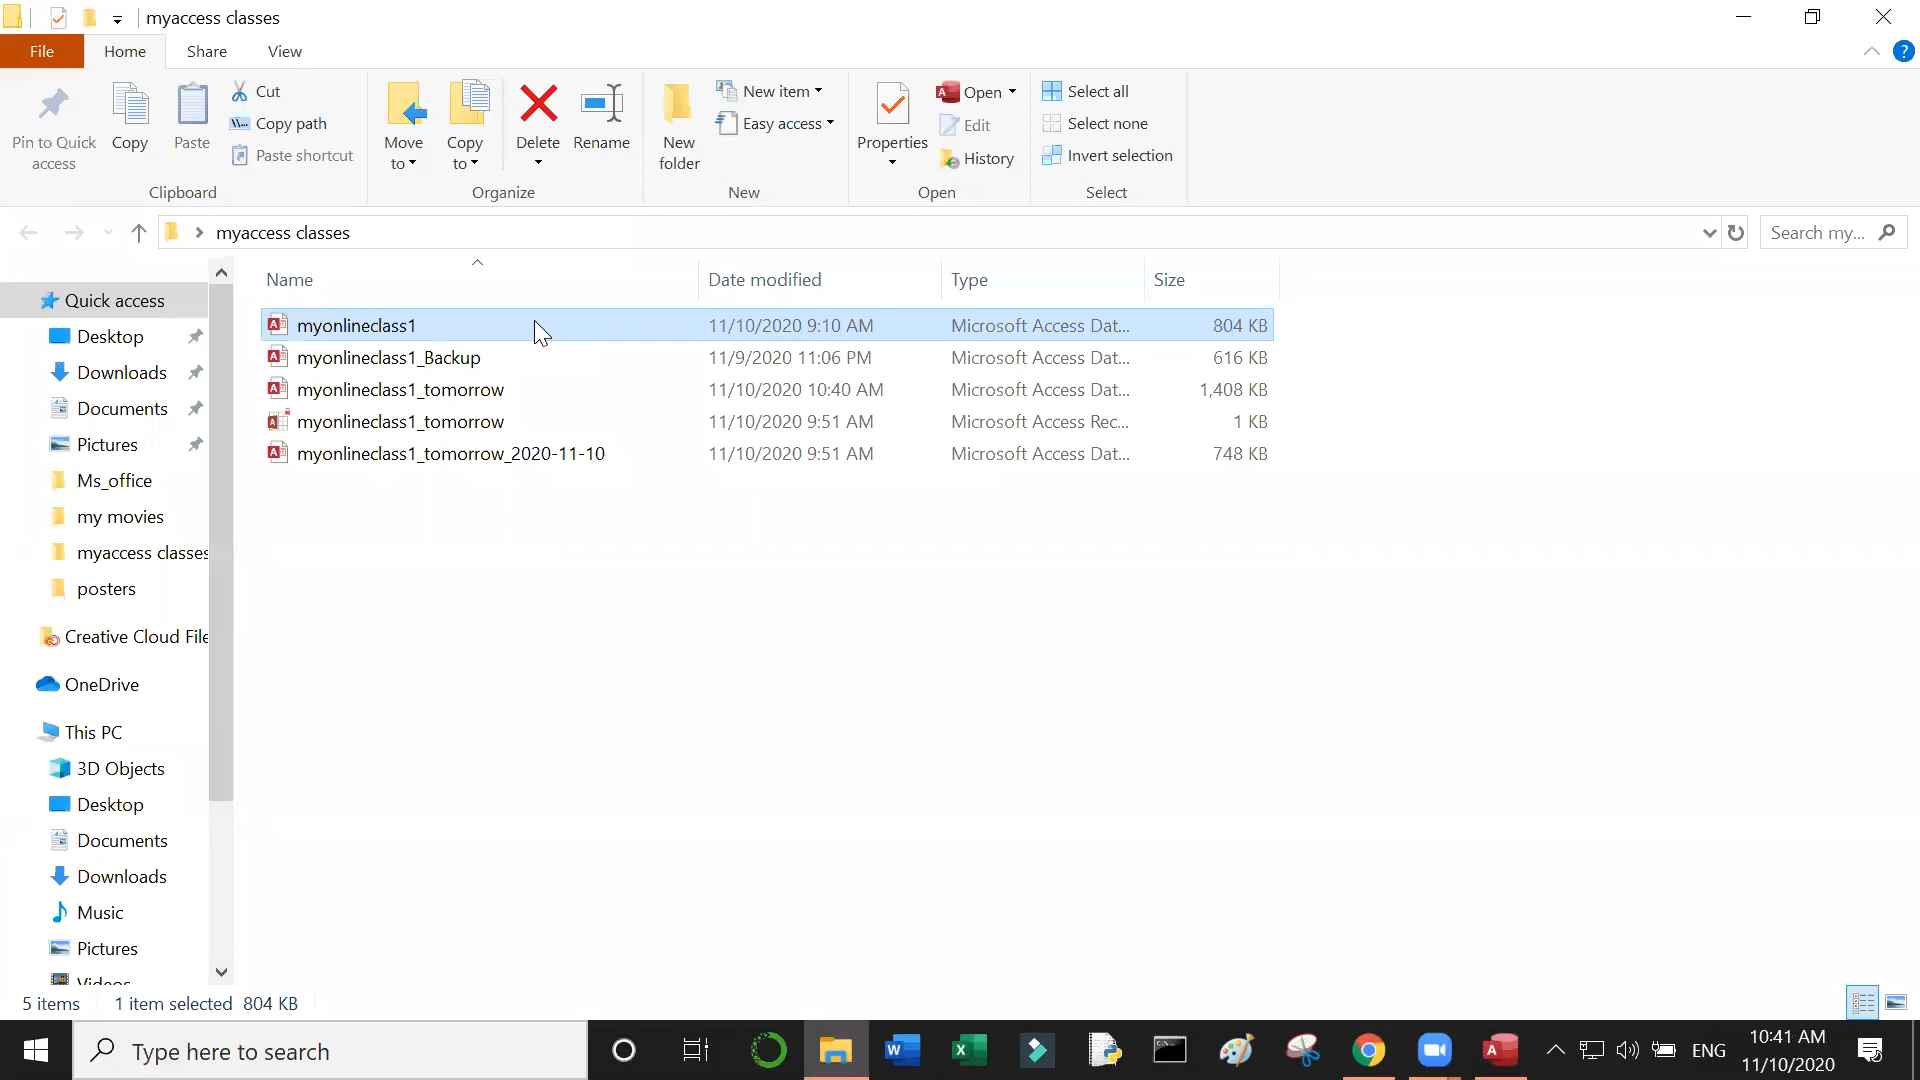 myaccess classes
File Home Share View
Pin to Quick access
Copy
Paste
Cut
Copy path
Paste shortcut
Clipboard
Move to
Copy to
Delete
Rename
Organize
New folder
New item
Easy access
New
Properties
Open
Edit
History
Open
Select all
Select none
Invert selection
Select
myaccess classes
Search my...
Name Date modified Type Size
myonlineclass1 11/10/2020 9:10 AM Microsoft Access Dat... 804 KB
myonlineclass1_Backup 11/9/2020 11:06 PM Microsoft Access Dat... 616 KB
myonlineclass1_tomorrow 11/10/2020 10:40 AM Microsoft Access Dat... 1,408 KB
myonlineclass1_tomorrow 11/10/2020 9:51 AM Microsoft Access Rec... 1 KB
myonlineclass1_tomorrow_2020-11-10 11/10/2020 9:51 AM Microsoft Access Dat... 748 KB
Quick access
Desktop
Downloads
Documents
Pictures
Ms_office
my movies
myaccess classes
posters
Creative Cloud File
OneDrive
This PC
3D Objects
Desktop
Documents
Downloads
Music
Pictures
Videos
5 items 1 item selected 804 KB
Type here to search
ENG
10:41 AM
11/10/2020